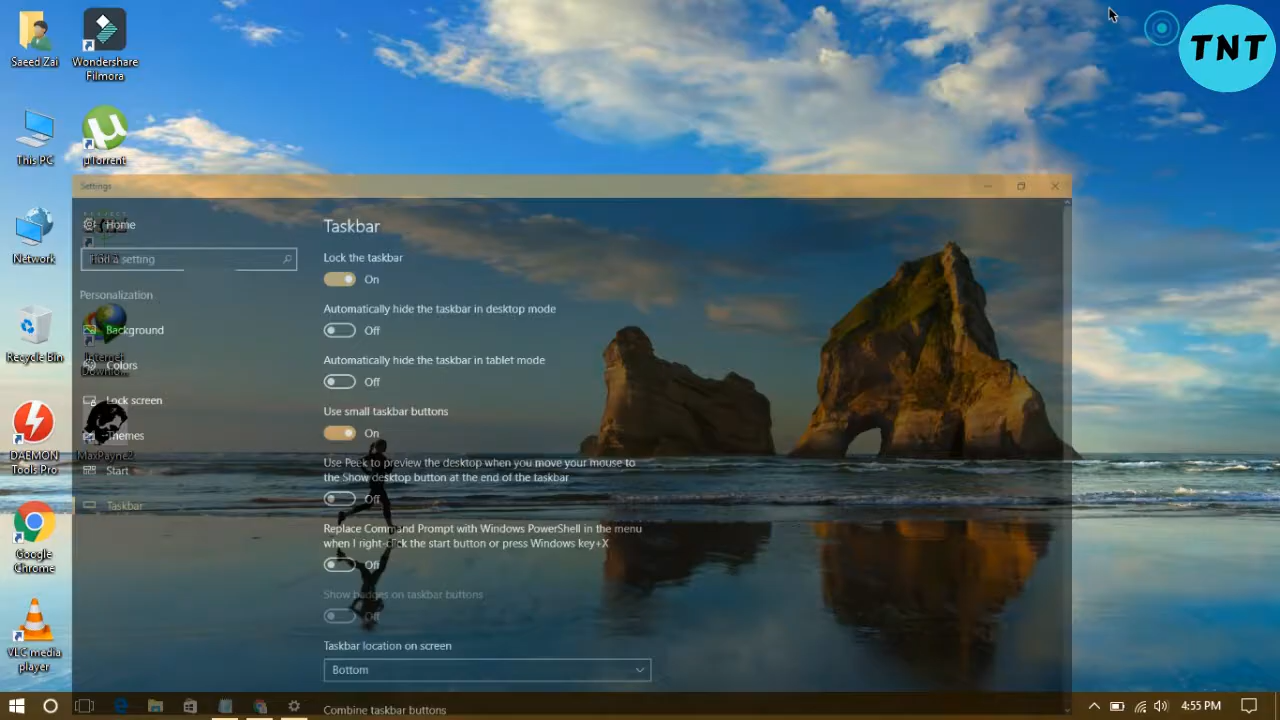 TNT
Saeed Zai
Wondershare
Filmora
This PC
µTorrent
Network
Recycle Bin
Internet
Downlo...
DAEMON
Tools Pro
MaxPayne2
Google
Chrome
VLC media
player
Settings
Home
Find a setting
Personalization
Background
Colors
Lock screen
Themes
Start
Taskbar
Taskbar
Lock the taskbar
On
Automatically hide the taskbar in desktop mode
Off
Automatically hide the taskbar in tablet mode
Off
Use small taskbar buttons
On
Use Peek to preview the desktop when you move your mouse to
the Show desktop button at the end of the taskbar
Off
Replace Command Prompt with Windows PowerShell in the menu
when I right-click the start button or press Windows key+X
Off
Show badges on taskbar buttons
Off
Taskbar location on screen
Bottom
Combine taskbar buttons
4:55 PM